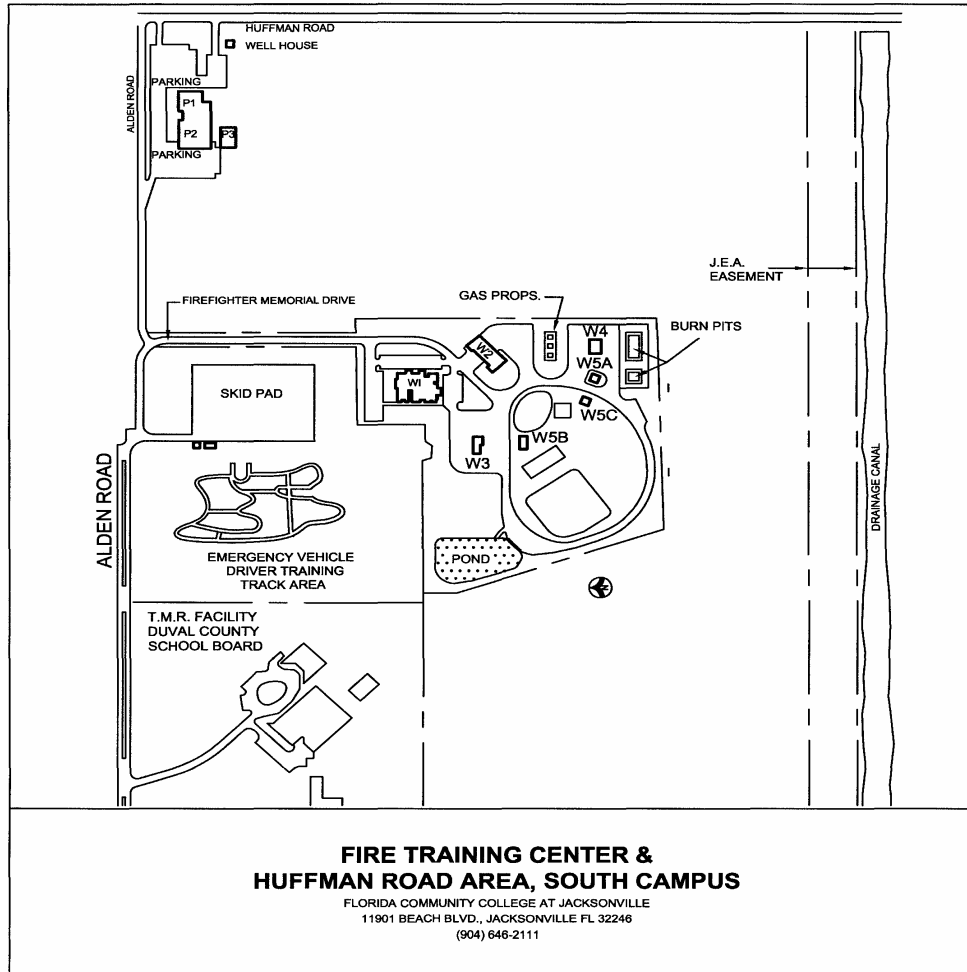 HUFFMAN ROAD
WELL HOUSE
ALDEN ROAD
PARKING
P1
P2
P3
PARKING
J.E.A.
EASEMENT
FIREFIGHTER MEMORIAL DRIVE
GAS PROPS.
BURN PITS
W4
W2
W5A
SKID PAD
W1
W5C
W5B
W3
ALDEN ROAD
DRAINAGE CANAL
EMERGENCY VEHICLE
DRIVER TRAINING
TRACK AREA
POND
N
T.M.R. FACILITY
DUVAL COUNTY
SCHOOL BOARD
FIRE TRAINING CENTER &
HUFFMAN ROAD AREA, SOUTH CAMPUS
FLORIDA COMMUNITY COLLEGE AT JACKSONVILLE
11901 BEACH BLVD., JACKSONVILLE FL 32246
(904) 646-2111